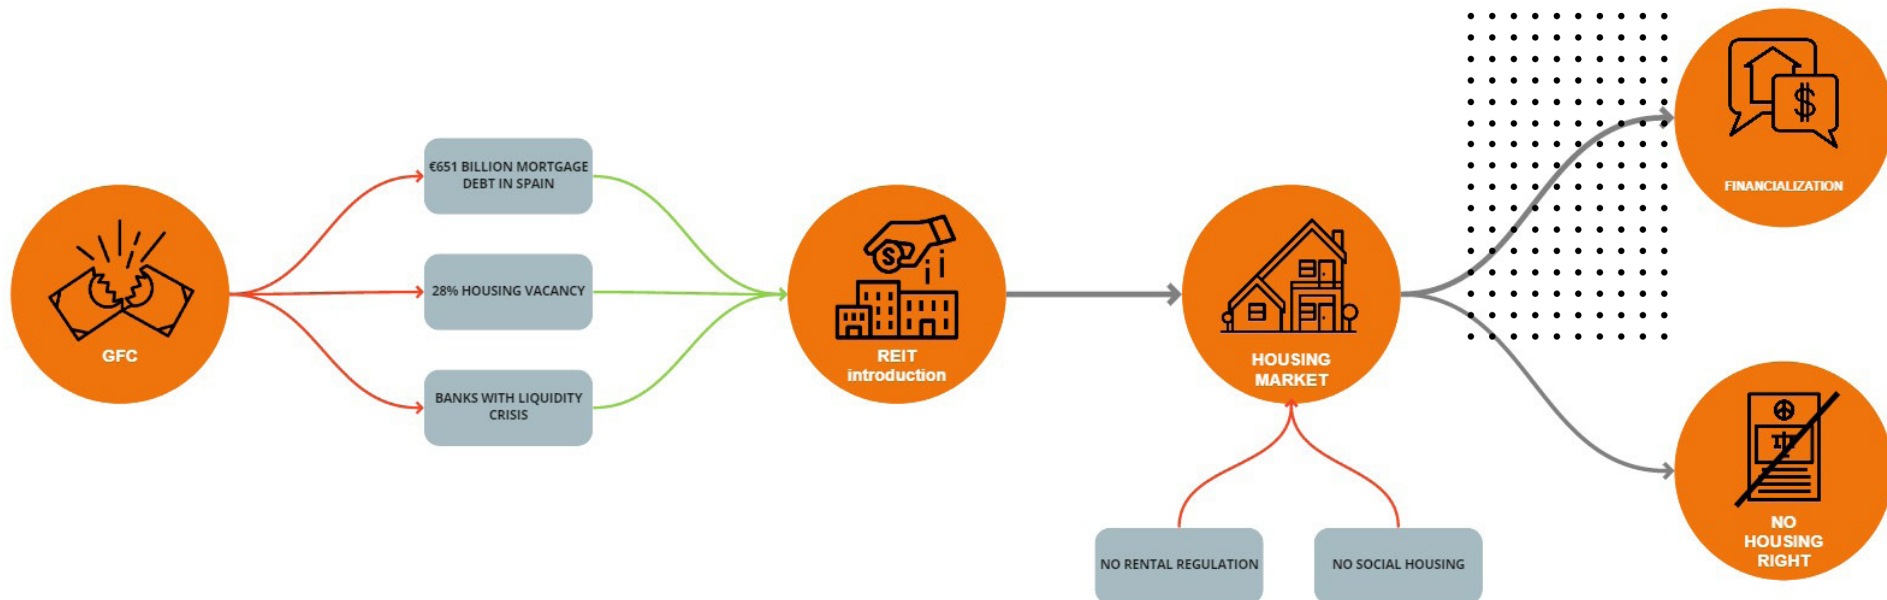 €651 BILLION MORTGAGE
DEBT IN SPAIN
28% HOUSING VACANCY
BANKS WITH LIQUIDITY
CRISIS
GFC
$
REIT
introduction
HOUSING
MARKET
NO RENTAL REGULATION
NO SOCIAL HOUSING
$
FINANCIALIZATION
NO
HOUSING
RIGHT